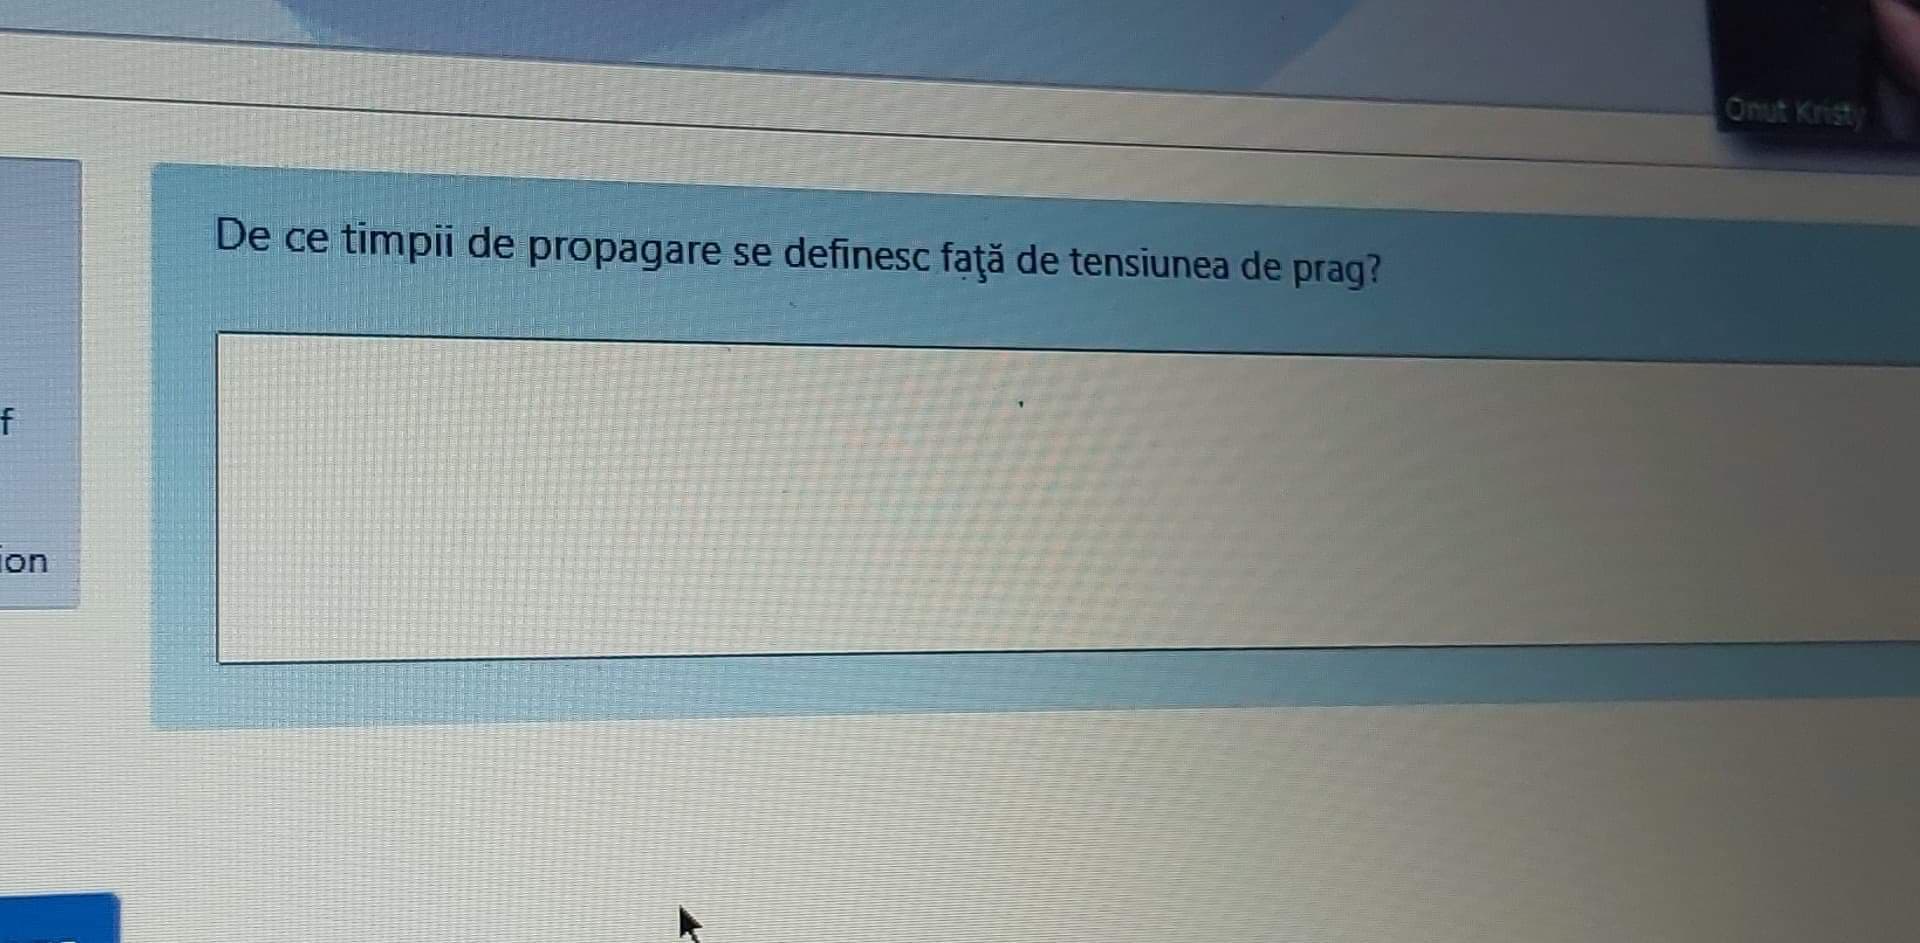 Onut Kristy
De ce timpii de propagare se definesc faţă de tensiunea de prag?
f
ion